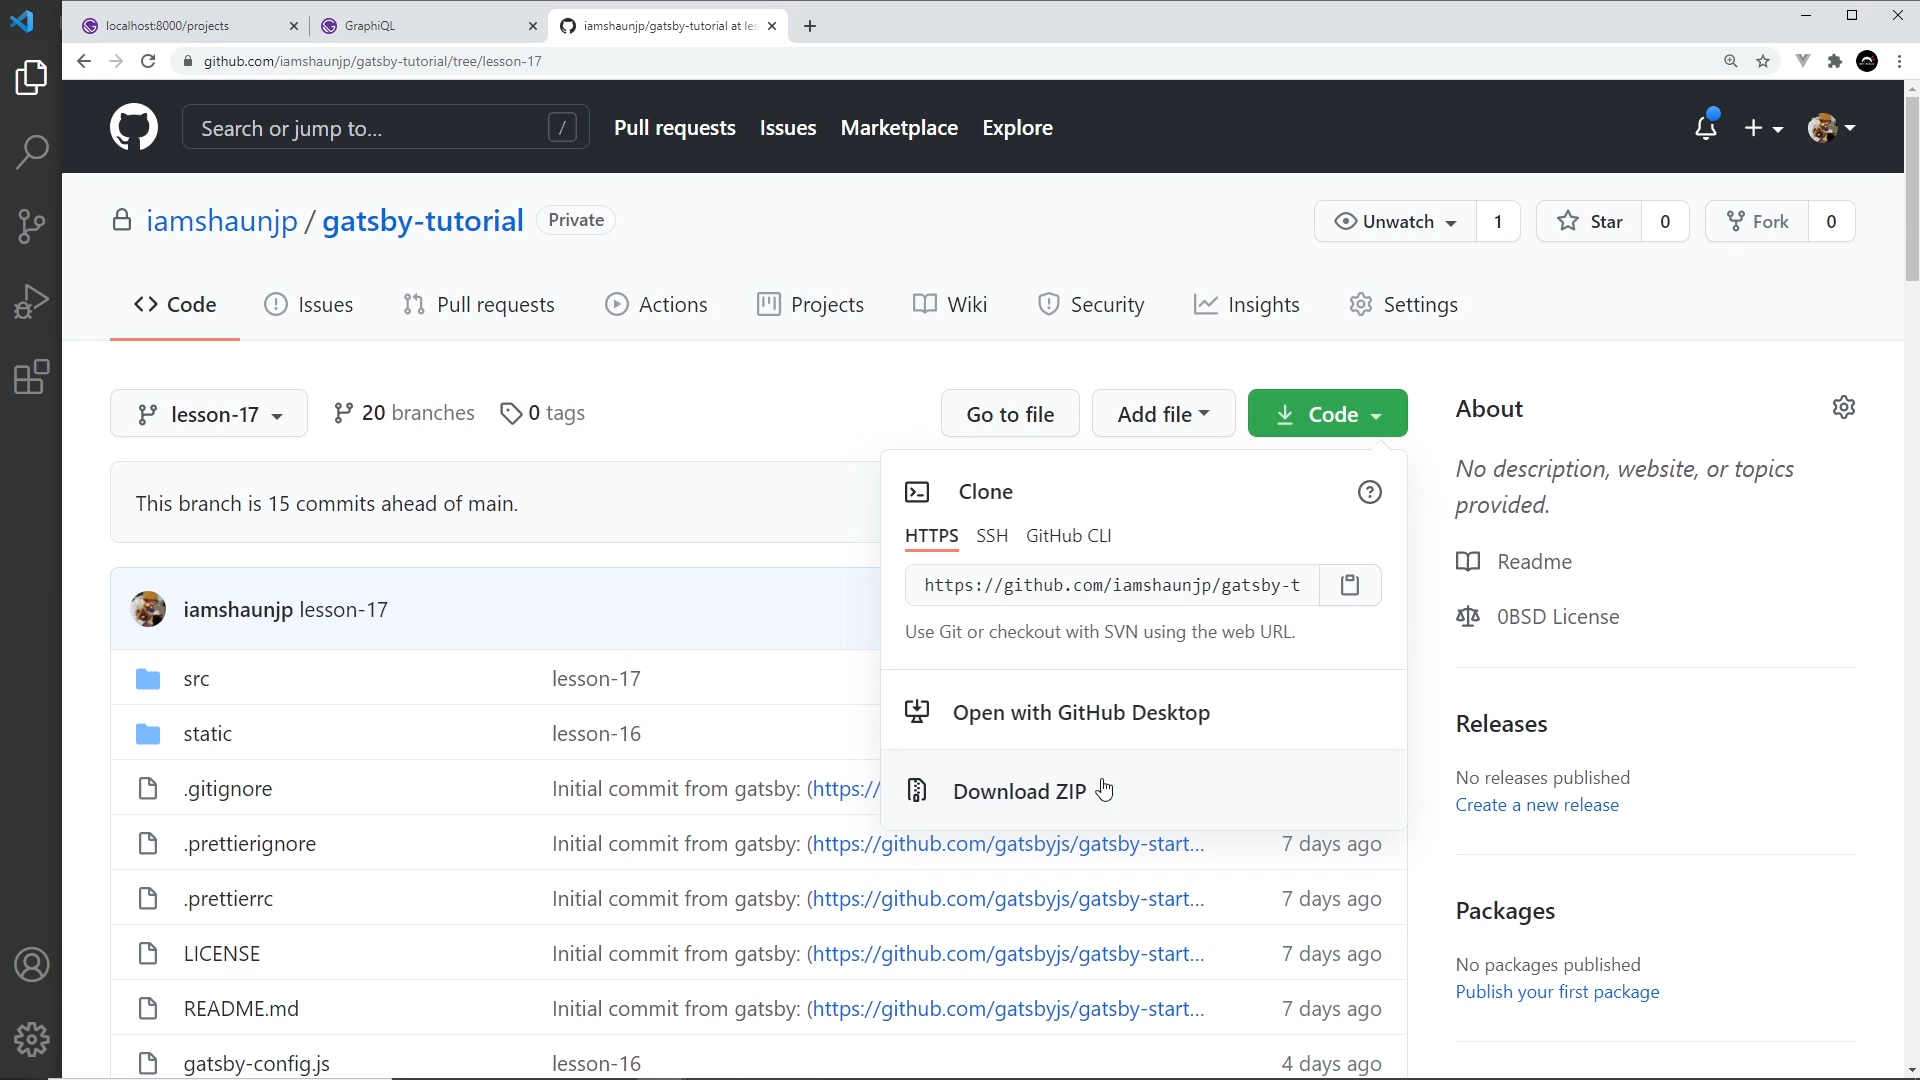 localhost:8000/projects
GraphiQL
iamshaunjp/gatsby-tutorial at les
github.com/iamshaunjp/gatsby-tutorial/tree/lesson-17
Search or jump to...
/
Pull requests
Issues
Marketplace
Explore
iamshaunjp / gatsby-tutorial
Private
Unwatch
1
Star
0
Fork
0
Code
Issues
Pull requests
Actions
Projects
Wiki
Security
Insights
Settings
lesson-17
20 branches
0 tags
Go to file
Add file
Code
About
No description, website, or topics
provided.
Readme
0BSD License
Releases
No releases published
Create a new release
Packages
No packages published
Publish your first package
Clone
HTTPS
SSH
GitHub CLI
https://github.com/iamshaunjp/gatsby-t
Use Git or checkout with SVN using the web URL.
Open with GitHub Desktop
Download ZIP
This branch is 15 commits ahead of main.
iamshaunjp lesson-17
src lesson-17
static lesson-16
.gitignore Initial commit from gatsby: (https://
.prettierignore Initial commit from gatsby: (https://github.com/gatsbyjs/gatsby-start... 7 days ago
.prettierrc Initial commit from gatsby: (https://github.com/gatsbyjs/gatsby-start... 7 days ago
LICENSE Initial commit from gatsby: (https://github.com/gatsbyjs/gatsby-start... 7 days ago
README.md Initial commit from gatsby: (https://github.com/gatsbyjs/gatsby-start... 7 days ago
gatsby-config.js lesson-16 4 days ago